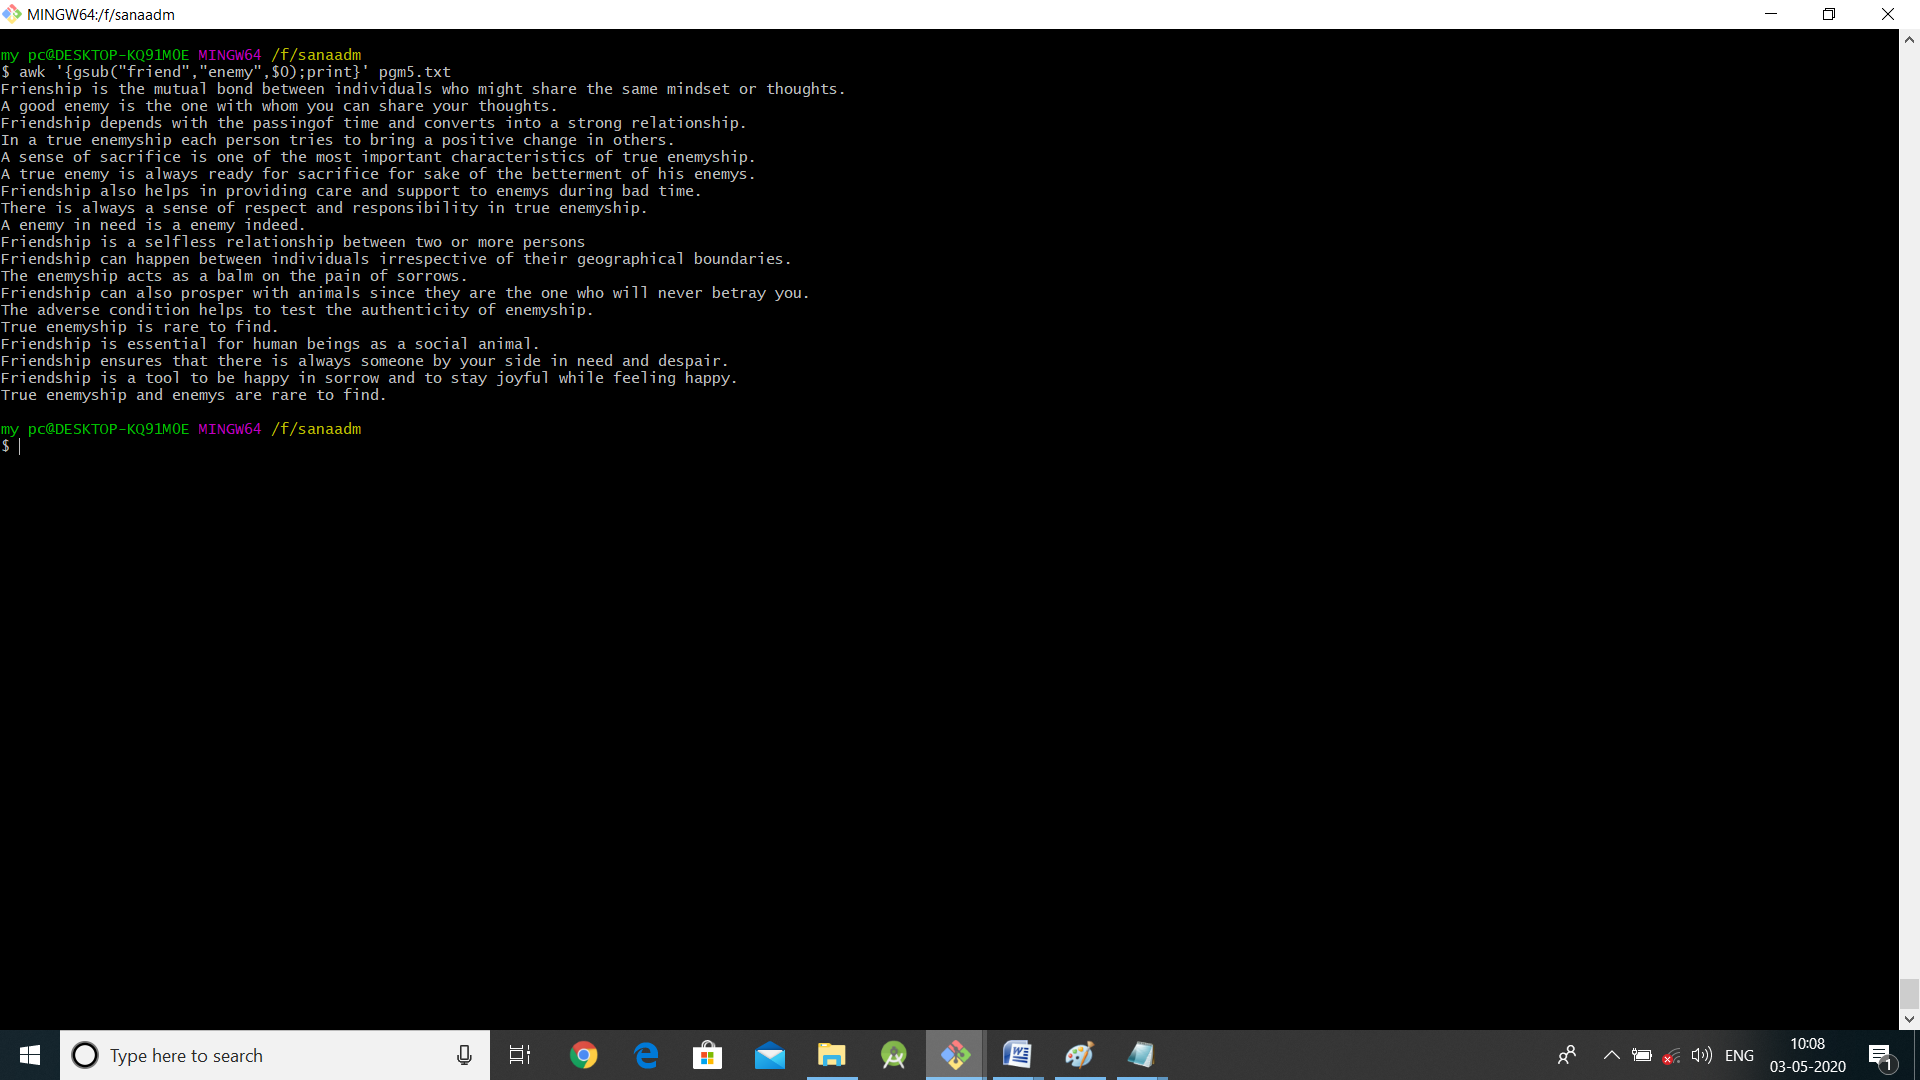 MINGW64:/f/sanaadm
my pc@DESKTOP-KQ91MOE MINGW64 /f/sanaadm
$ awk '{gsub("friend","enemy",$0);print}' pgm5.txt
Frienship is the mutual bond between individuals who might share the same mindset or thoughts.
A good enemy is the one with whom you can share your thoughts.
Friendship depends with the passingof time and converts into a strong relationship.
In a true enemyship each person tries to bring a positive change in others.
A sense of sacrifice is one of the most important characteristics of true enemyship.
A true enemy is always ready for sacrifice for sake of the betterment of his enemys.
Friendship also helps in providing care and support to enemys during bad time.
There is always a sense of respect and responsibility in true enemyship.
A enemy in need is a enemy indeed.
Friendship is a selfless relationship between two or more persons
Friendship can happen between individuals irrespective of their geographical boundaries.
The enemyship acts as a balm on the pain of sorrows.
Friendship can also prosper with animals since they are the one who will never betray you.
The adverse condition helps to test the authenticity of enemyship.
True enemyship is rare to find.
Friendship is essential for human beings as a social animal.
Friendship ensures that there is always someone by your side in need and despair.
Friendship is a tool to be happy in sorrow and to stay joyful while feeling happy.
True enemyship and enemys are rare to find.
my pc@DESKTOP-KQ91MOE MINGW64 /f/sanaadm
$
Type here to search
ENG
10:08
03-05-2020
1